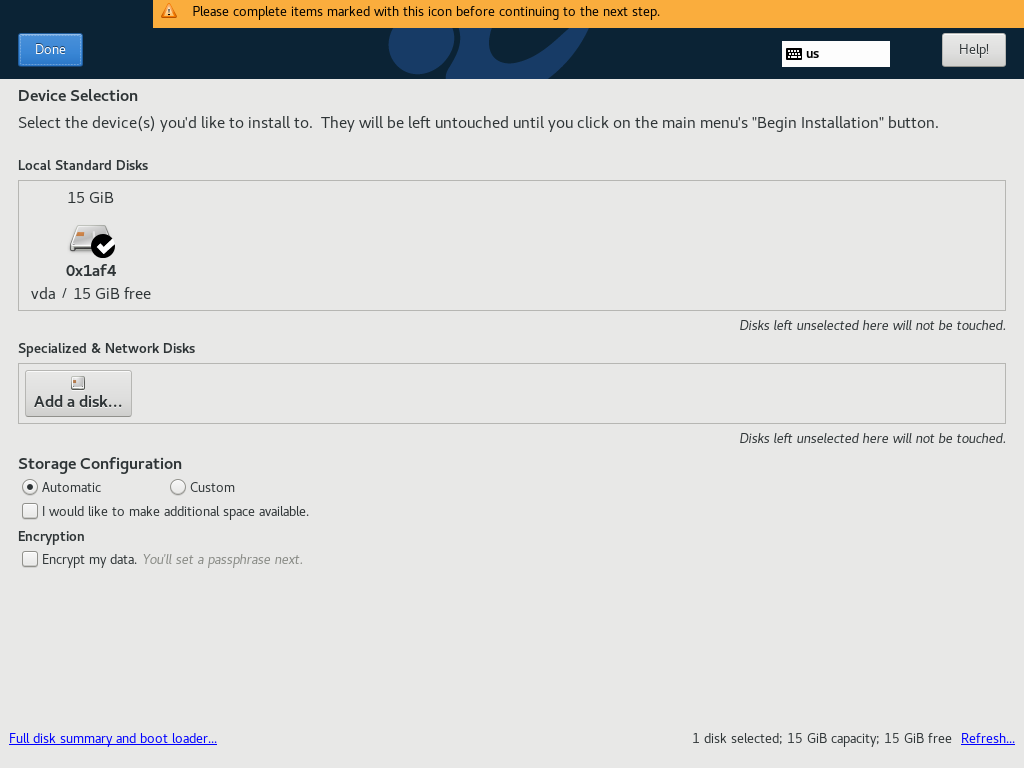 Please complete items marked with this icon before continuing to the next step.
Done
us
Help!
Device Selection
Select the device(s) you'd like to install to.  They will be left untouched until you click on the main menu's "Begin Installation" button.
Local Standard Disks
15 GiB
0x1af4
vda / 15 GiB free
Disks left unselected here will not be touched.
Specialized & Network Disks
Add a disk...
Disks left unselected here will not be touched.
Storage Configuration
Automatic Custom
I would like to make additional space available.
Encryption
Encrypt my data. You'll set a passphrase next.
Full disk summary and boot loader... 1 disk selected; 15 GiB capacity; 15 GiB free Refresh...